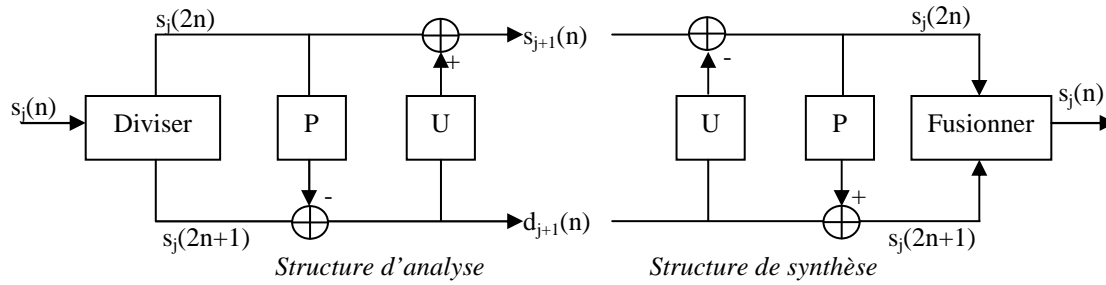 s_j(2n)
s_{j+1}(n)
s_j(2n)
+
-
s_j(n)
Diviser
P
U
U
P
Fusionner
s_j(n)
-
+
s_j(2n+1)
d_{j+1}(n)
s_j(2n+1)
Structure d'analyse
Structure de synthèse